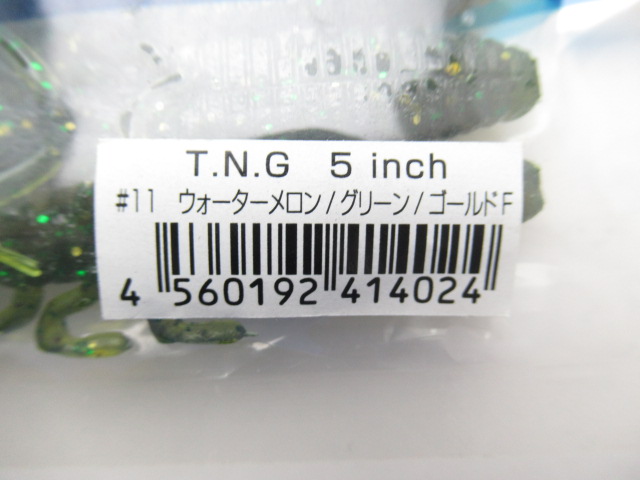 T.N.G 5 inch
#11 ウォーターメロン/グリーン/ゴールドF
4 560192 414024